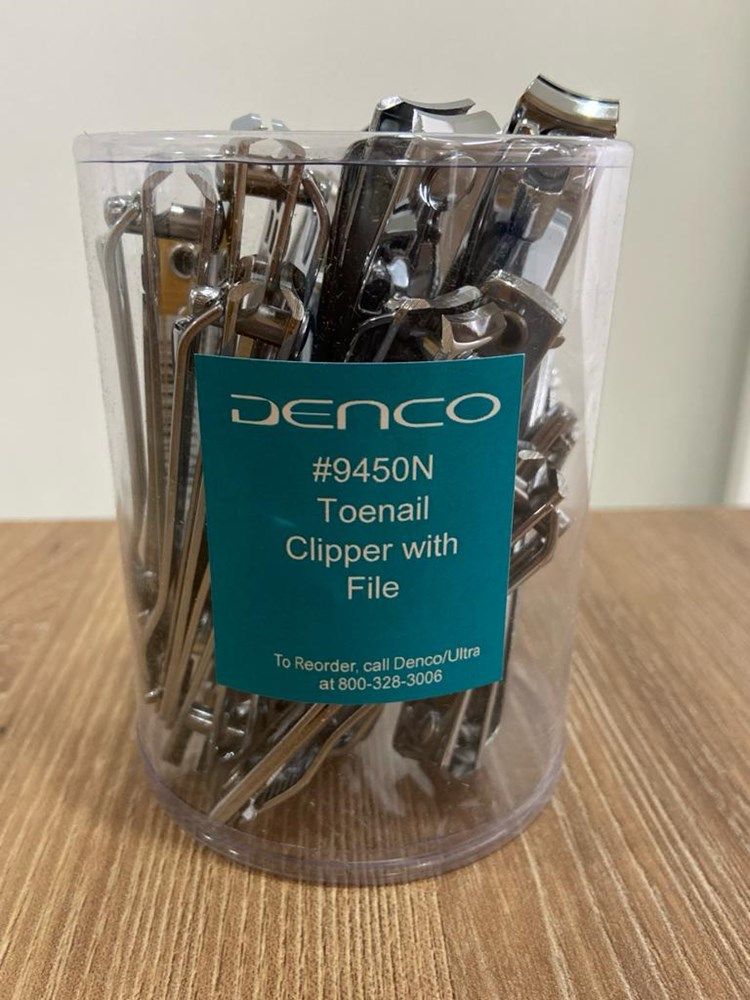 DENCO
#9450N
Toenail
Clipper with
File
To Reorder, call Denco/Ultra
at 800-328-3006